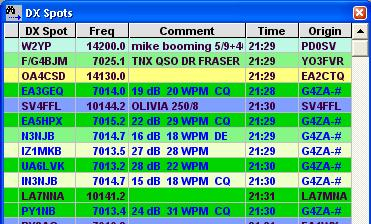 DX Spots
DX Spot Freq Comment Time Origin
W2YP 14200.0 mike booming 5/9+4 21:29 PD0SV
F/G4BJM 7025.1 TNX QSO DR FRASER 21:29 YO3FVR
OA4CSD 14130.0 21:29 EA2CTQ
EA3GEQ 7014.0 19 dB 20 WPM CQ 21:28 G4ZA-#
SV4FFL 10144.2 OLIVIA 250/8 21:30 SV4FFL
EA5HPX 7015.2 22 dB 29 WPM CQ 21:29 G4ZA-#
N3NJB 7014.7 16 dB 18 WPM DE 21:29 G4ZA-#
IZ1MKB 7013.5 27 dB 28 WPM 21:29 G4ZA-#
UA6LVK 7013.2 28 dB 22 WPM 21:30 G4ZA-#
IN3NJB 7014.7 15 dB 18 WPM CQ 21:29 G4ZA-#
LA7NNA 10141.2 21:31 LA7MNA
PY1NB 7013.4 24 dB 31 WPM CQ 21:30 G4ZA-#